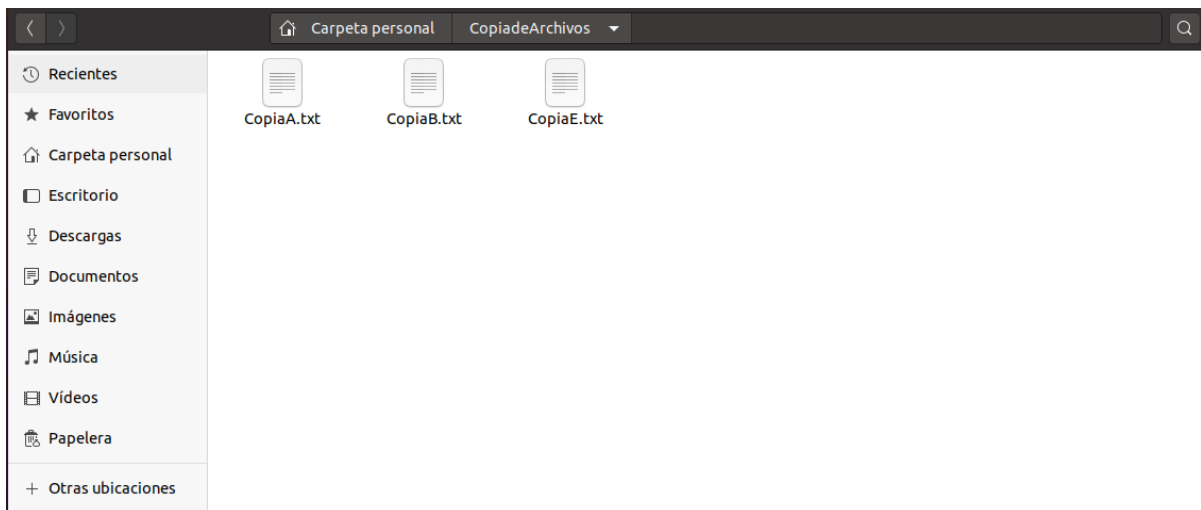 Carpeta personal CopiadeArchivos
Recientes
Favoritos
Carpeta personal
Escritorio
Descargas
Documentos
Imágenes
Música
Vídeos
Papelera
Otras ubicaciones
CopiaA.txt CopiaB.txt CopiaE.txt